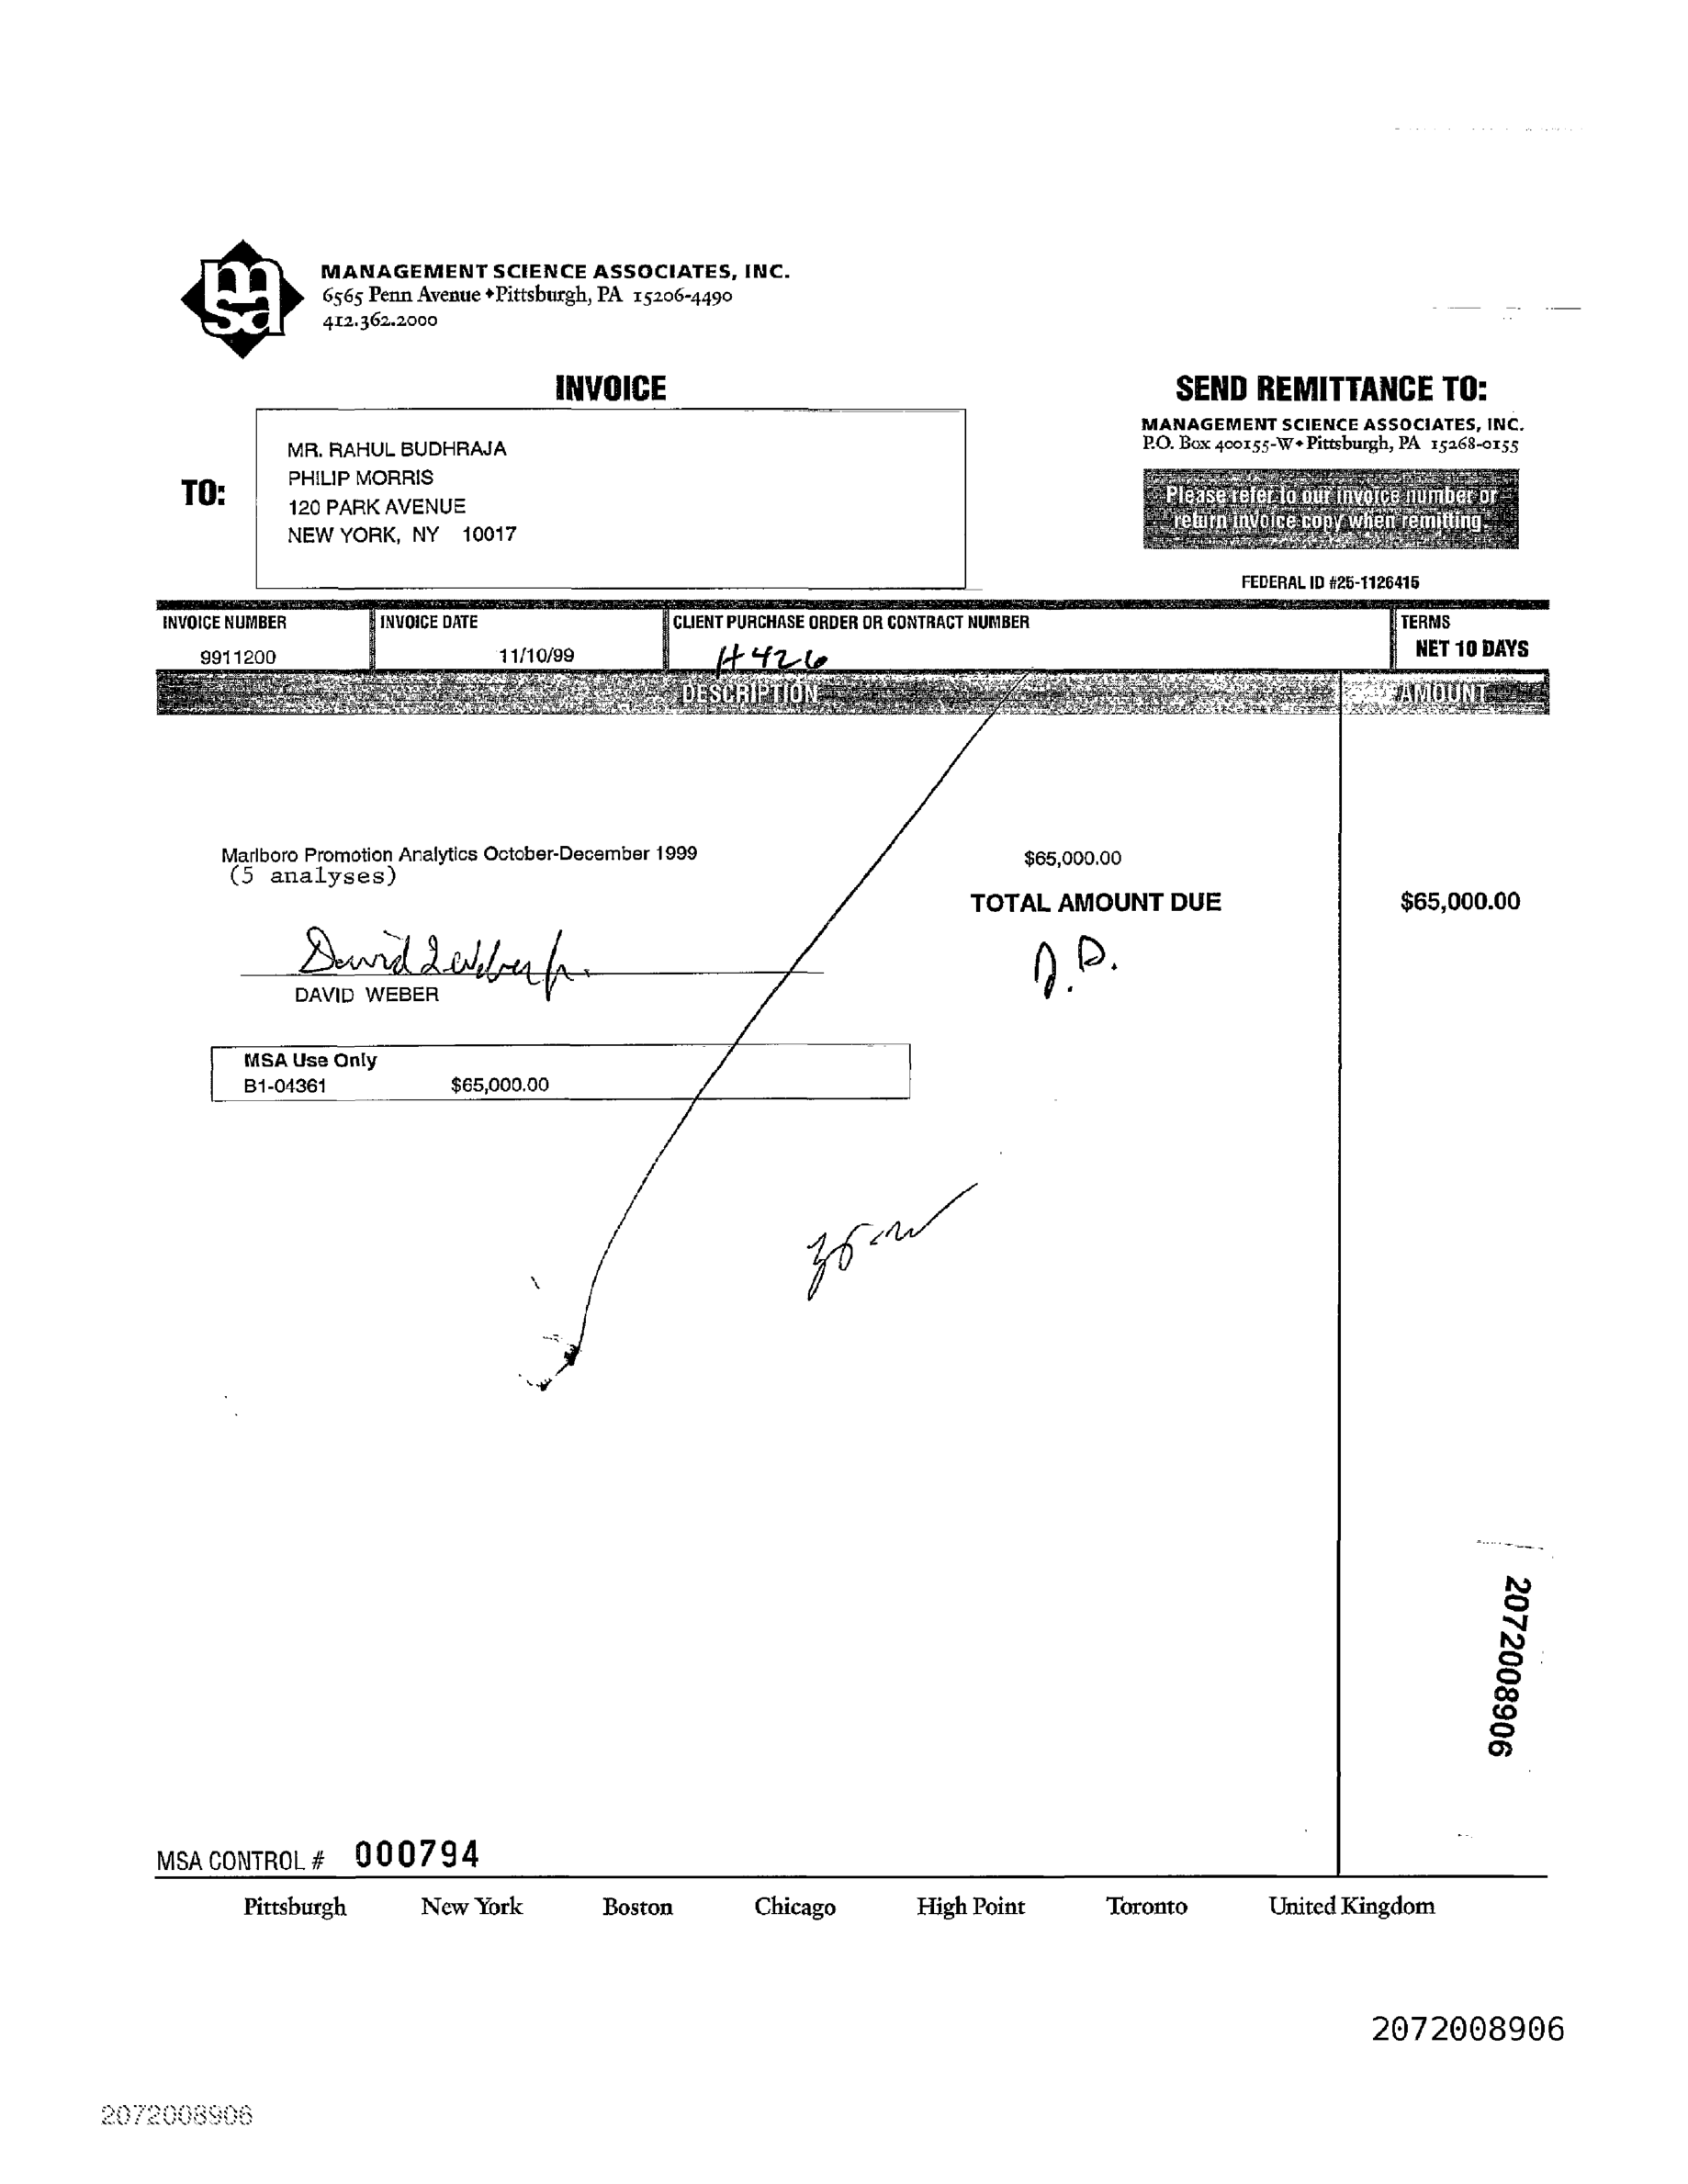 msa
MANAGEMENT SCIENCE ASSOCIATES, INC.
6565 Penn Avenue ♦ Pittsburgh, PA 15206-4490
412.362.2000
INVOICE
SEND REMITTANCE TO:
MANAGEMENT SCIENCE ASSOCIATES, INC.
P.O. Box 400155-W ♦ Pittsburgh, PA 15268-0155
TO:
MR. RAHUL BUDHRAJA
PHILIP MORRIS
120 PARK AVENUE
NEW YORK, NY 10017
Please refer to our invoice number or
return invoice copy when remitting
FEDERAL ID #25-1126415
INVOICE NUMBER INVOICE DATE CLIENT PURCHASE ORDER OR CONTRACT NUMBER TERMS
9911200 11/10/99 H426 NET 10 DAYS
DESCRIPTION AMOUNT
Marlboro Promotion Analytics October-December 1999 $65,000.00
(5 analyses)
TOTAL AMOUNT DUE $65,000.00
David Weber
DAVID WEBER
MSA Use Only
B1-04361 $65,000.00
2072008906
MSA CONTROL # 000794
Pittsburgh New York Boston Chicago High Point Toronto United Kingdom
2072008906
2072008906